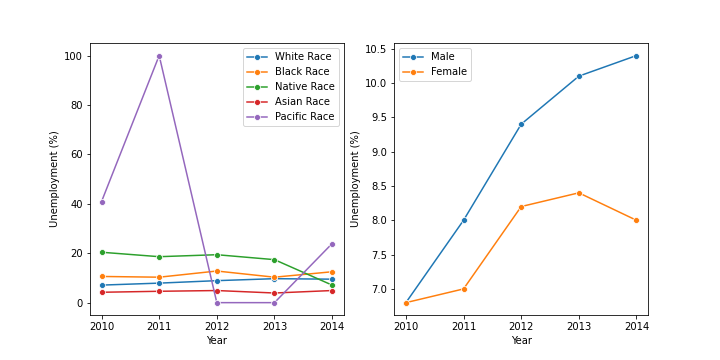 Unemployment (%)
100
80
60
40
20
0
2010 2011 2012 2013 2014
Year
White Race
Black Race
Native Race
Asian Race
Pacific Race
Unemployment (%)
10.5
10.0
9.5
9.0
8.5
8.0
7.5
7.0
2010 2011 2012 2013 2014
Year
Male
Female